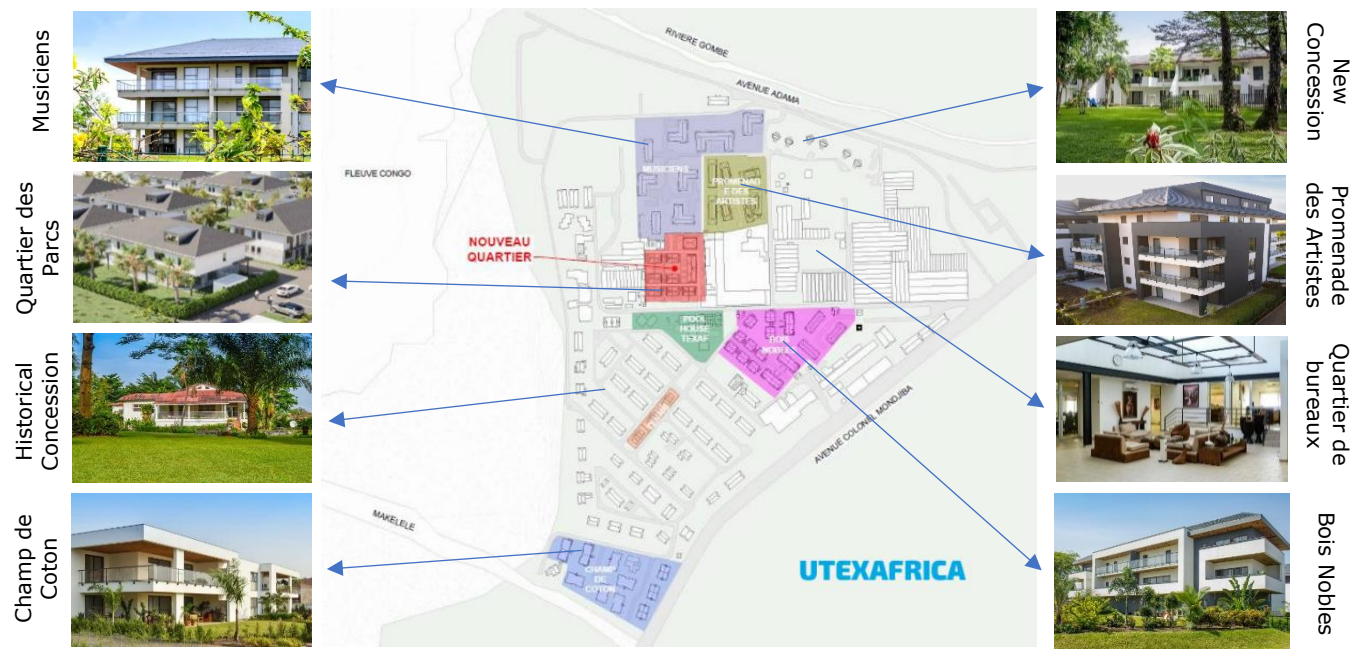 Musiciens
Quartier des
Parcs
Historical
Concession
Champ de
Coton
RIVIERE GOMBE
AVENUE ADAMA
FLEUVE CONGO
MUSICIENS
PROMENAD
E DES
ARTISTES
NOUVEAU
QUARTIER
POOL
HOUSE
TEXAF
BOIS
NOBLES
AVENUE COLONEL MONDJIBA
MAKELELE
CHAMP
DE
COTON
UTEXAFRICA
New
Concession
Promenade
des Artistes
Quartier de
bureaux
Bois Nobles